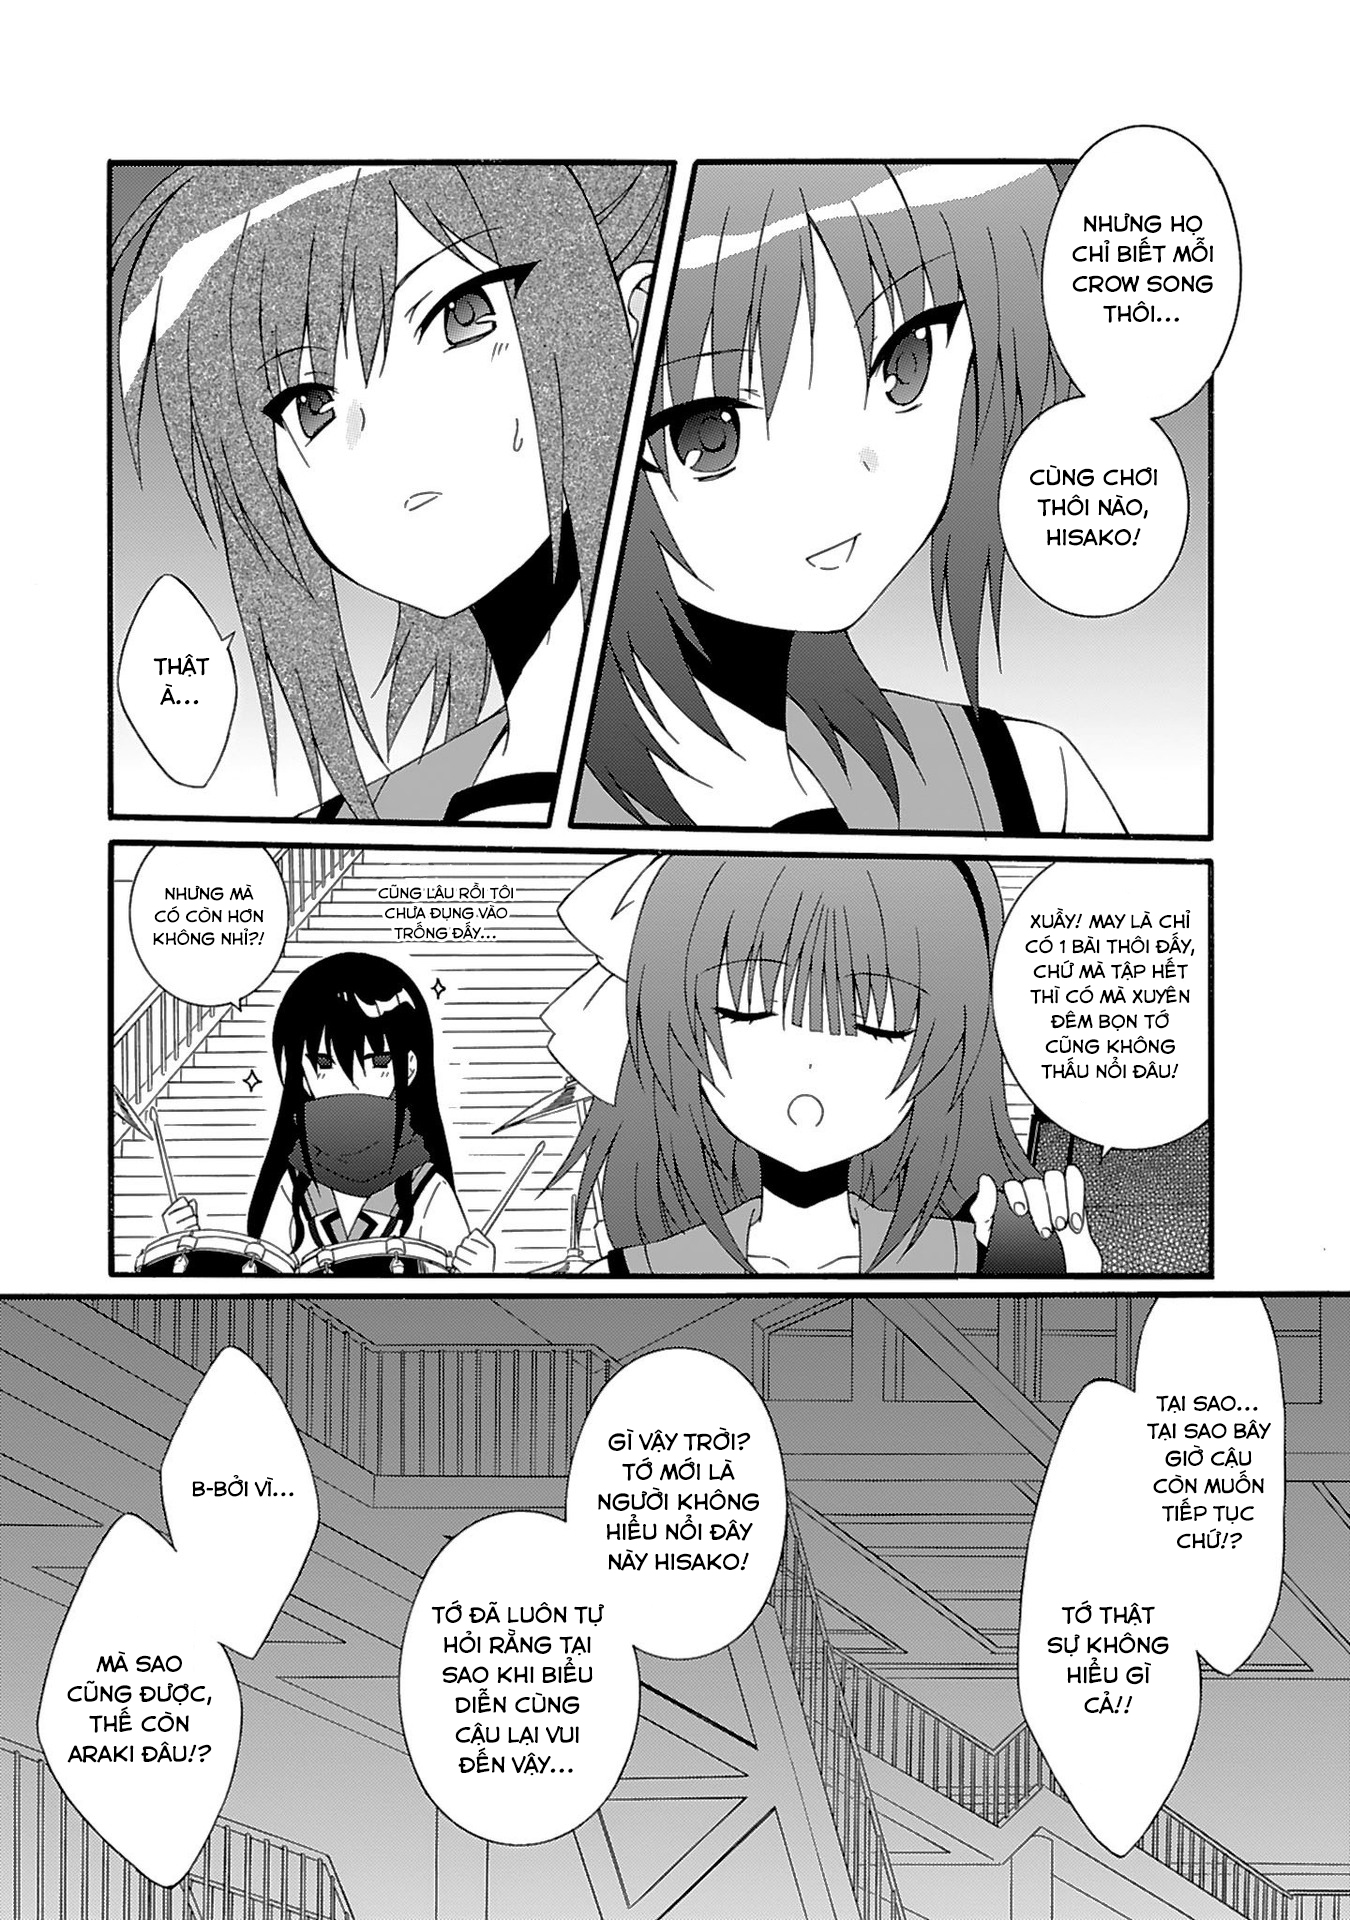 NHƯNG HỌ
CHỈ BIẾT MỖI
CROW SONG
THÔI...
CÙNG CHƠI
THÔI NÀO,
HISAKO!
THẬT
À...
XUẦY! MAY LÀ CHỈ
CÓ 1 BÀI THÔI ĐẤY,
CHỨ MÀ TẬP HẾT
THÌ CÓ MÀ XUYÊN
ĐÊM BỌN TỚ
CŨNG KHÔNG
THẤU NỔI ĐÂU!
CŨNG LÂU RỒI TÔI
CHƯA ĐỤNG VÀO
TRỐNG ĐẤY...
NHƯNG MÀ
CÓ CÒN HƠN
KHÔNG NHỈ?!
TẠI SAO...
TẠI SAO BÂY
GIỜ CẬU
CÒN MUỐN
TIẾP TỤC
CHỨ!?
TỚ THẬT
SỰ KHÔNG
HIỂU GÌ
CẢ!!
GÌ VẬY TRỜI?
TỚ MỚI LÀ
NGƯỜI KHÔNG
HIỂU NỔI ĐÂY
NÀY HISAKO!
TỚ ĐÃ LUÔN TỰ
HỎI RẰNG TẠI
SAO KHI BIỂU
DIỄN CÙNG
CẬU LẠI VUI
ĐẾN VẬY...
B-BỞI VÌ...
MÀ SAO
CŨNG ĐƯỢC,
THẾ CÒN
ARAKI ĐÂU!?